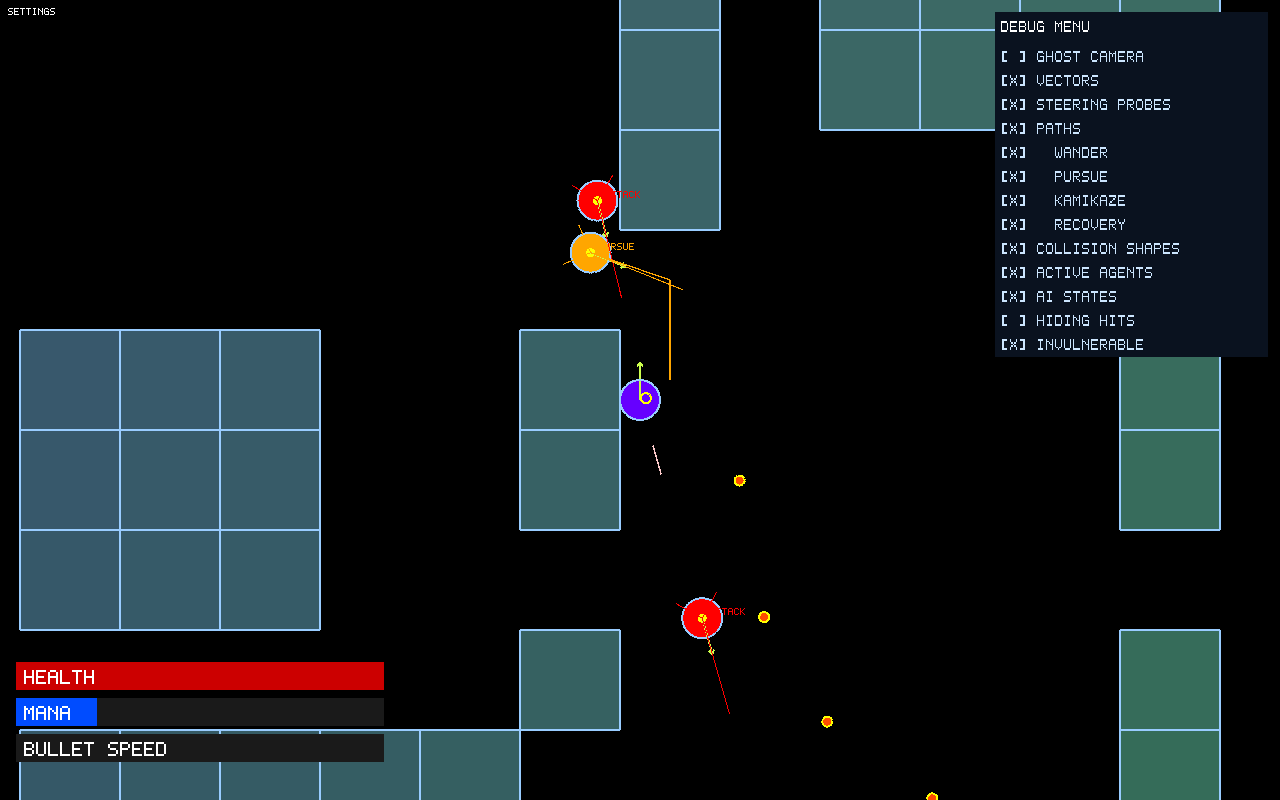 SETTINGS
DEBUG MENU
[ ] GHOST CAMERA
[X] VECTORS
[X] STEERING PROBES
[X] PATHS
[X] WANDER
[X] PURSUE
[X] KAMIKAZE
[X] RECOVERY
[X] COLLISION SHAPES
[X] ACTIVE AGENTS
[X] AI STATES
[ ] HIDING HITS
[X] INVULNERABLE
RSUE
TACK
HEALTH
MANA
BULLET SPEED